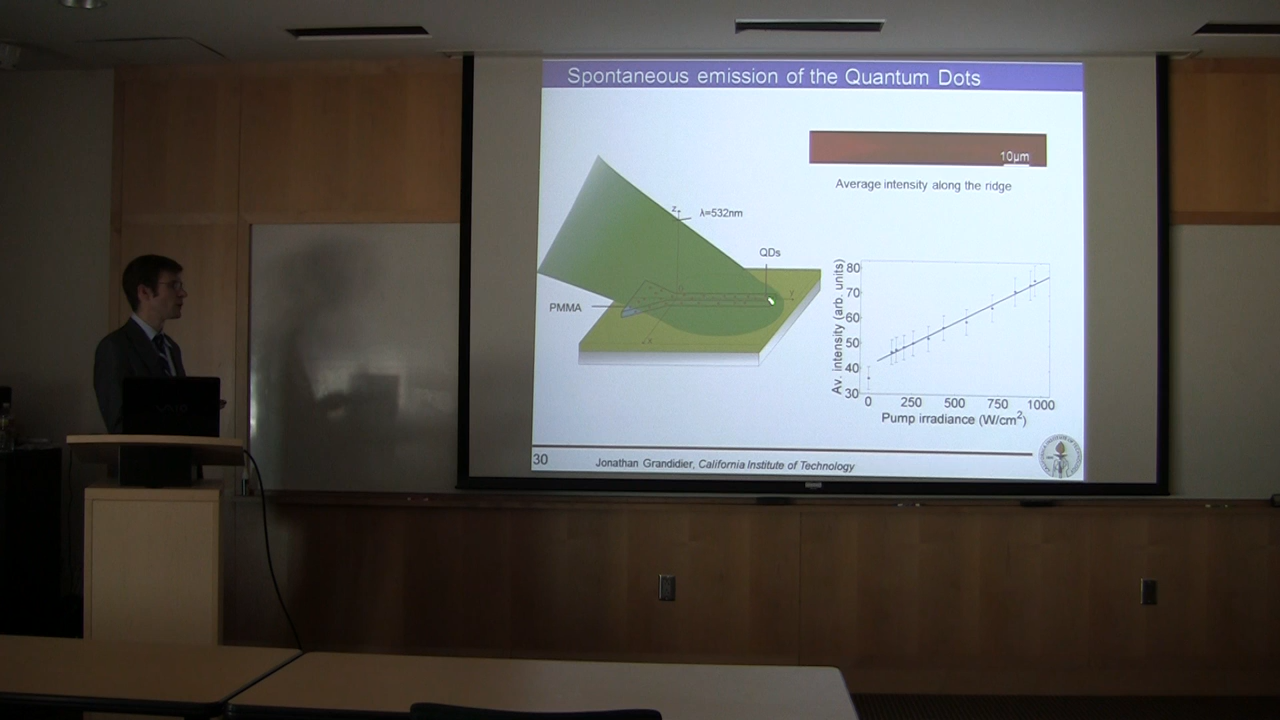 Spontaneous emission of the Quantum Dots
10µm
Average intensity along the ridge
z
λ=532nm
QDs
PMMA
y
x
Av. intensity (arb. units)
80
70
60
50
40
30
0 250 500 750 1000
Pump irradiance (W/cm²)
30
Jonathan Grandidier, California Institute of Technology